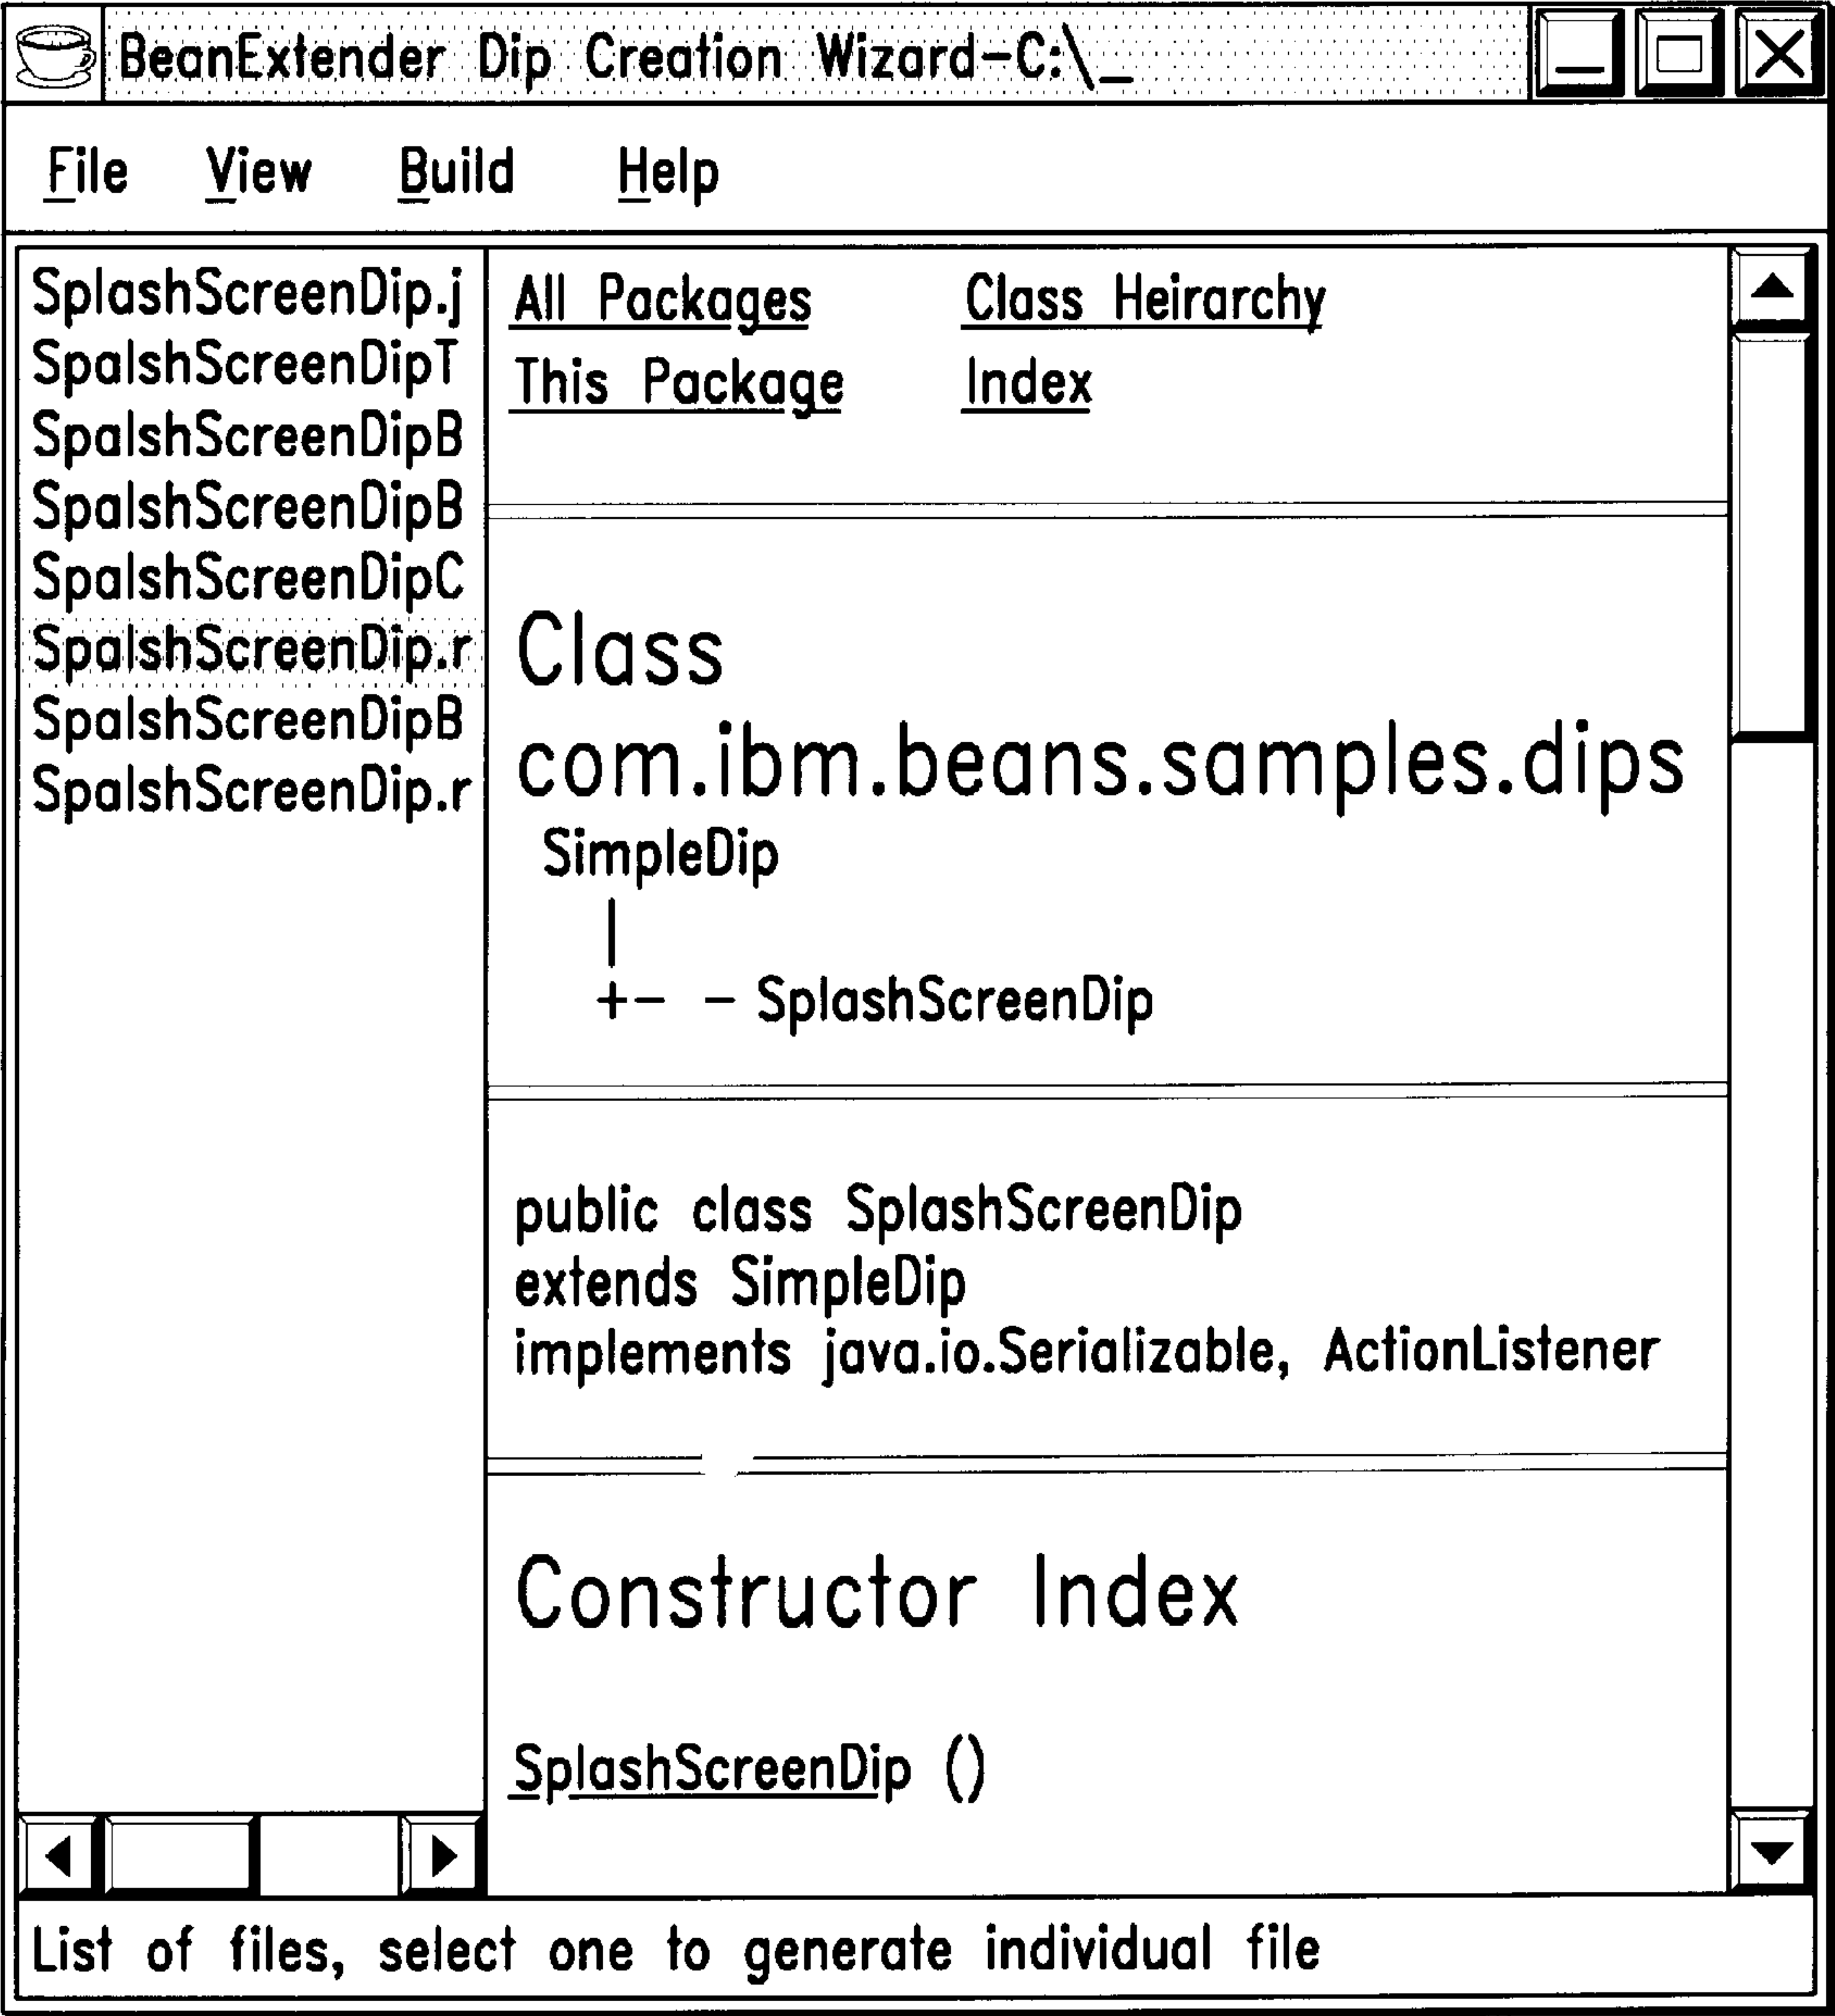 BeanExtender Dip Creation Wizard-C:\_
File View Build Help
SplashScreenDip.j
SpalshScreenDipT
SpalshScreenDipB
SpalshScreenDipB
SpalshScreenDipC
SpalshScreenDip.r
SpalshScreenDipB
SpalshScreenDip.r
All Packages Class Heirarchy
This Package Index
Class
com.ibm.beans.samples.dips
SimpleDip
|
+- - SplashScreenDip
public class SplashScreenDip
extends SimpleDip
implements java.io.Serializable, ActionListener
Constructor Index
SplashScreenDip ()
List of files, select one to generate individual file